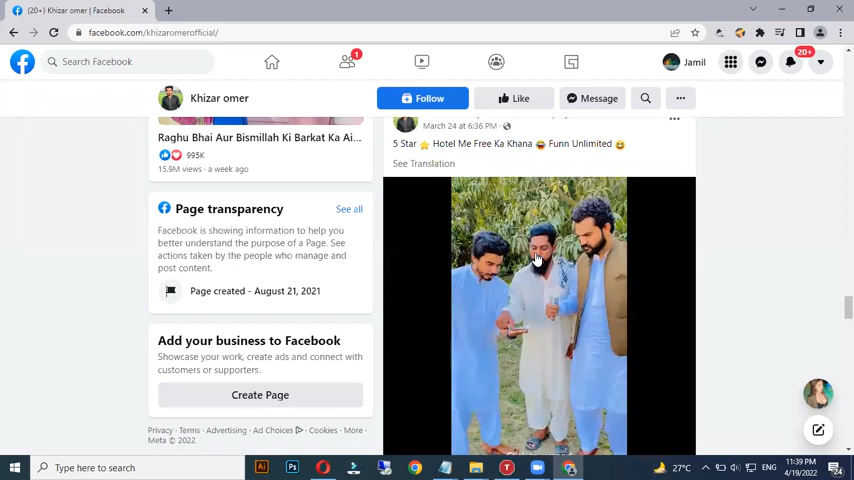 (20+) Khizar omer | Facebook
facebook.com/khizaromerofficial/
Search Facebook
1
Jamil
20+
Khizar omer
Follow
Like
Message
Raghu Bhai Aur Bismillah Ki Barkat Ka Ai...
995K
15.9M views · a week ago
Page transparency
See all
Facebook is showing information to help you
better understand the purpose of a Page. See
actions taken by the people who manage and
post content.
Page created - August 21, 2021
Add your business to Facebook
Showcase your work, create ads and connect with
customers or supporters.
Create Page
Privacy · Terms · Advertising · Ad Choices · Cookies · More ·
Meta © 2022
March 24 at 6:36 PM ·
5 Star ⭐ Hotel Me Free Ka Khana 😂 Funn Unlimited 😅
See Translation
Type here to search
Ai
Ps
T
27°C
ENG
11:39 PM
4/19/2022
24